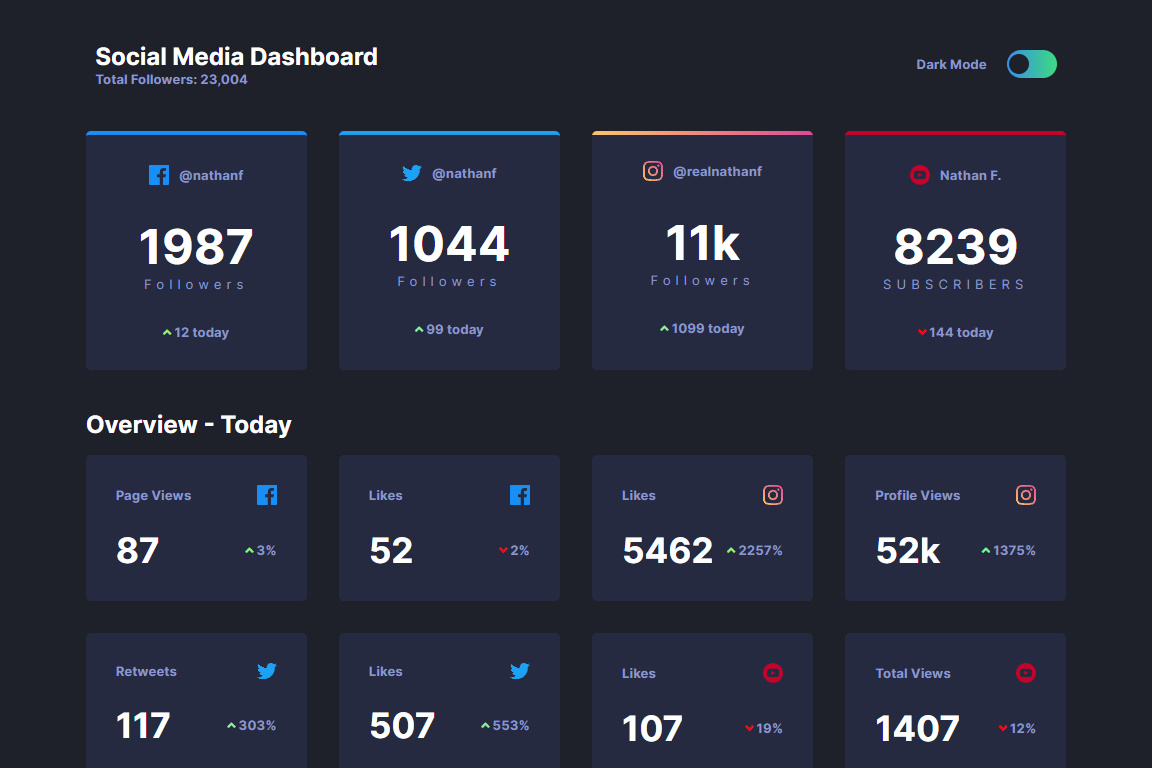 Social Media Dashboard
Total Followers: 23,004
Dark Mode
@nathanf
1987
Followers
12 today
@nathanf
1044
Followers
99 today
@realnathanf
11k
Followers
1099 today
Nathan F.
8239
SUBSCRIBERS
144 today
Overview - Today
Page Views
87
3%
Likes
52
2%
Likes
5462
2257%
Profile Views
52k
1375%
Retweets
117
303%
Likes
507
553%
Likes
107
19%
Total Views
1407
12%